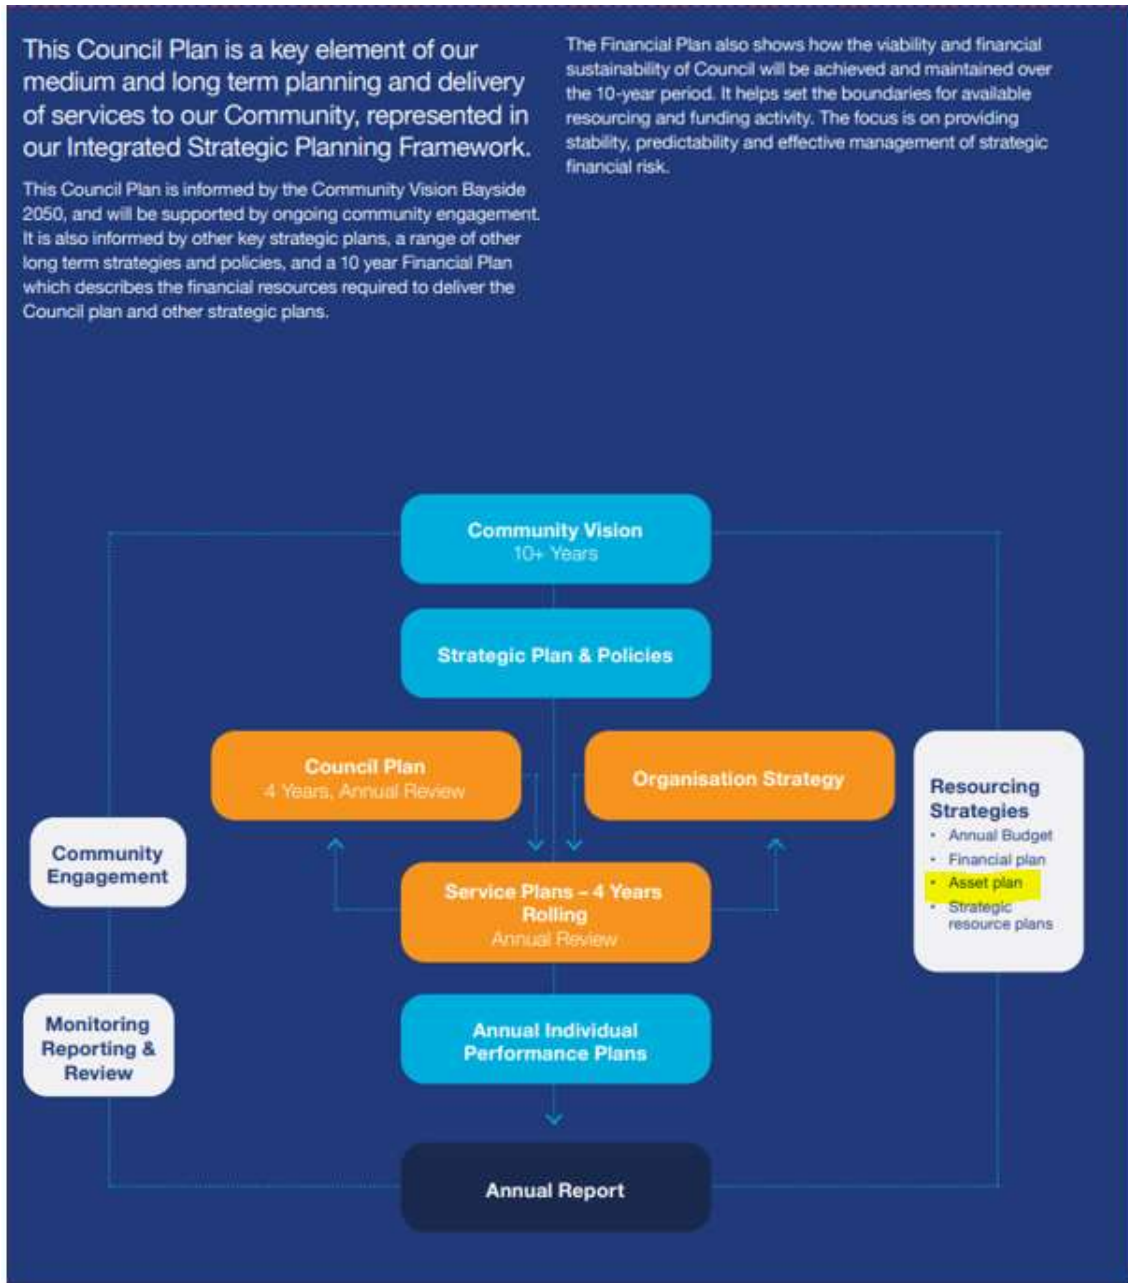 This Council Plan is a key element of our
medium and long term planning and delivery
of services to our Community, represented in
our Integrated Strategic Planning Framework.
This Council Plan is informed by the Community Vision Bayside
2050, and will be supported by ongoing community engagement.
It is also informed by other key strategic plans, a range of other
long term strategies and policies, and a 10 year Financial Plan
which describes the financial resources required to deliver the
Council plan and other strategic plans.
The Financial Plan also shows how the viability and financial
sustainability of Council will be achieved and maintained over
the 10-year period. It helps set the boundaries for available
resourcing and funding activity. The focus is on providing
stability, predictability and effective management of strategic
financial risk.
Community Vision
10+ Years
Strategic Plan & Policies
Council Plan
4 Years, Annual Review
Organisation Strategy
Resourcing
Strategies
• Annual Budget
• Financial plan
• Asset plan
• Strategic
resource plans
Community
Engagement
Service Plans – 4 Years
Rolling
Annual Review
Monitoring
Reporting &
Review
Annual Individual
Performance Plans
Annual Report